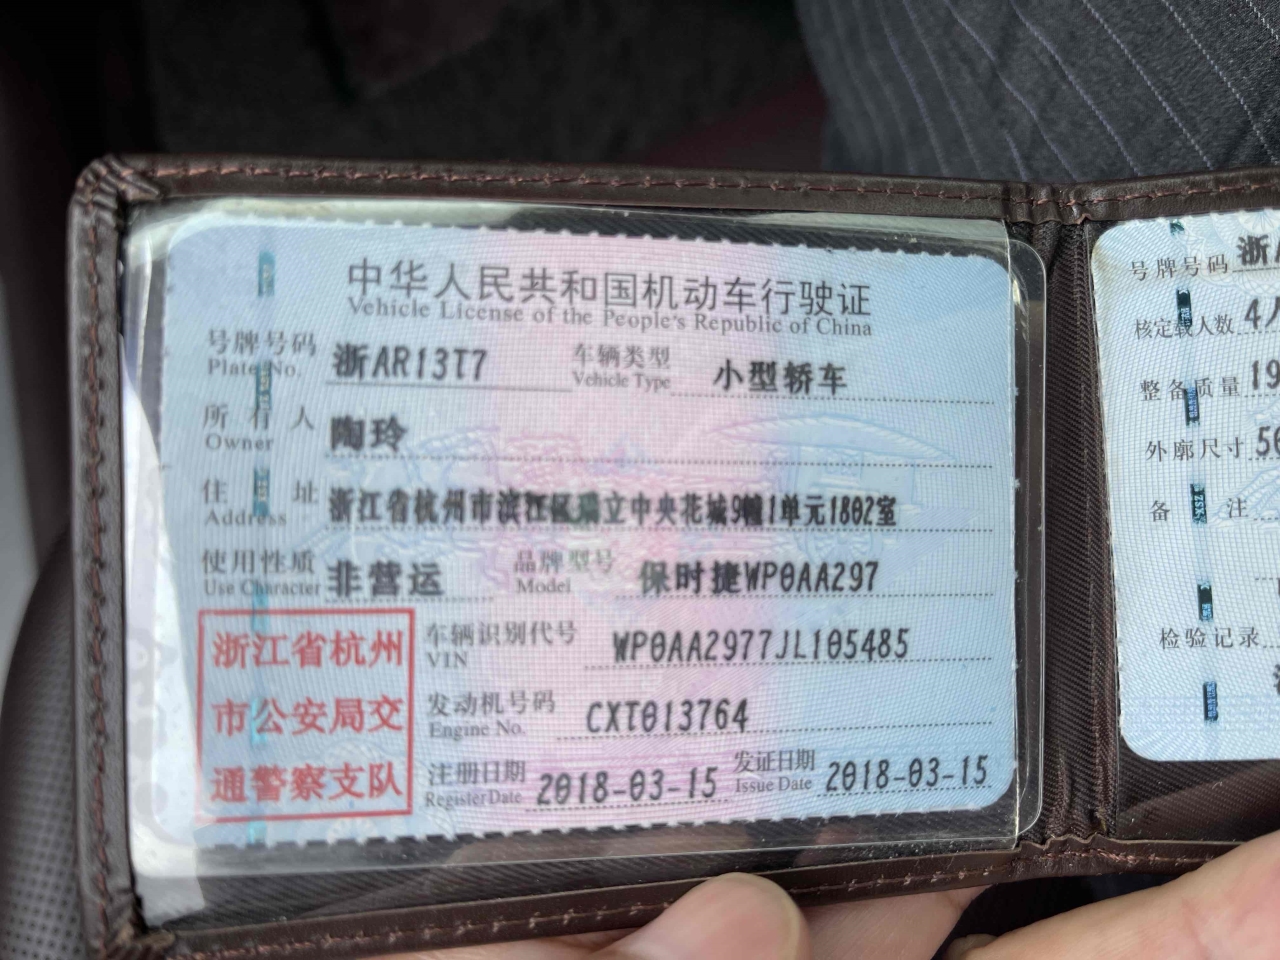 中华人民共和国机动车行驶证
Vehicle License of the People's Republic of China
号牌号码 浙AR13T7 车辆类型 小型轿车
Plate No. Vehicle Type
所有人 陶玲
Owner
住址 浙江省杭州市滨江区瑞立中央花城9幢1单元1802室
Address
使用性质 非营运 品牌型号 保时捷WP0AA297
Use Character Model
浙江省杭州
市公安局交
通警察支队
车辆识别代号 WP0AA2977JL105485
VIN
发动机号码 CXT013764
Engine No.
注册日期 2018-03-15 发证日期 2018-03-15
Register Date Issue Date
号牌号码 浙
核定载人数 4人
整备质量 19
外廓尺寸 56
备注
检验记录